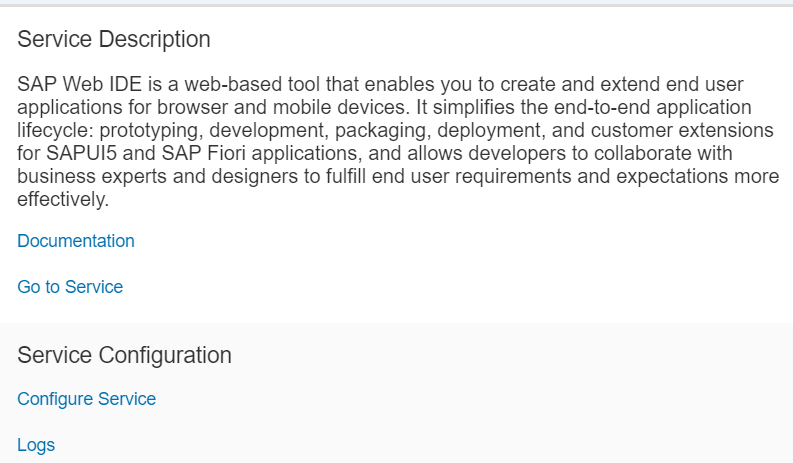 Service Description
SAP Web IDE is a web-based tool that enables you to create and extend end user
applications for browser and mobile devices. It simplifies the end-to-end application
lifecycle: prototyping, development, packaging, deployment, and customer extensions
for SAPUI5 and SAP Fiori applications, and allows developers to collaborate with
business experts and designers to fulfill end user requirements and expectations more
effectively.
Documentation
Go to Service
Service Configuration
Configure Service
Logs